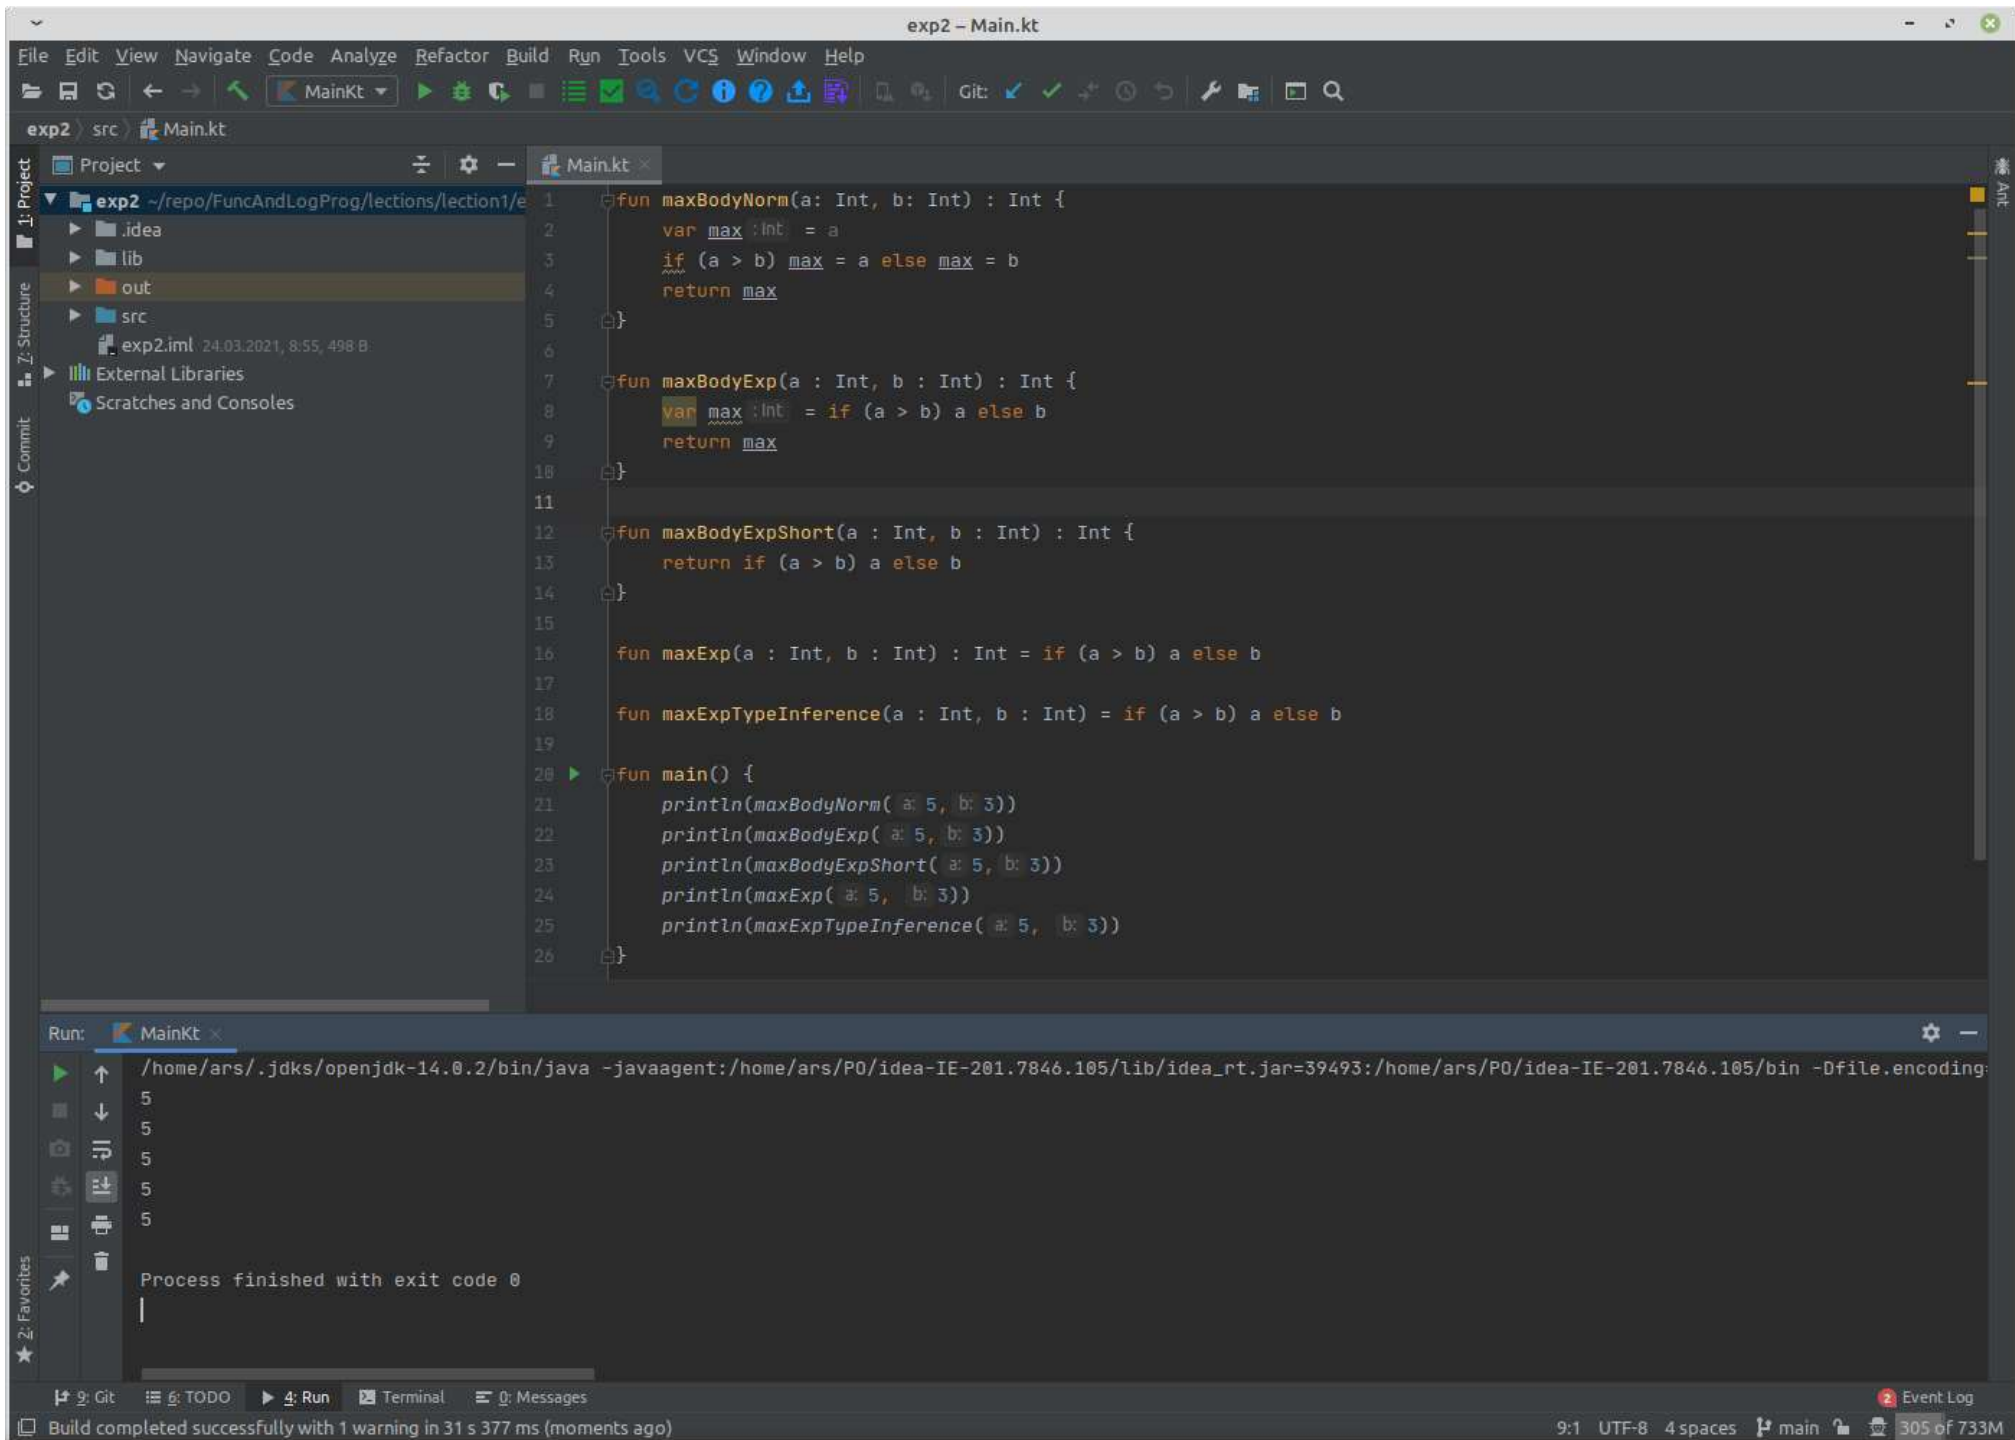 exp2 – Main.kt
File Edit View Navigate Code Analyze Refactor Build Run Tools VCS Window Help
MainKt Git:
exp2 src Main.kt
1: Project
7: Structure
Commit
2: Favorites
Project
exp2 ~/repo/FuncAndLogProg/lections/lection1/e
.idea
lib
out
src
exp2.iml 24.03.2021, 8:55, 498 B
External Libraries
Scratches and Consoles
Main.kt
Ant
1 fun maxBodyNorm(a: Int, b: Int) : Int {
2 var max : Int = a
3 if (a > b) max = a else max = b
4 return max
5 }
6
7 fun maxBodyExp(a : Int, b : Int) : Int {
8 var max : Int = if (a > b) a else b
9 return max
10 }
11
12 fun maxBodyExpShort(a : Int, b : Int) : Int {
13 return if (a > b) a else b
14 }
15
16 fun maxExp(a : Int, b : Int) : Int = if (a > b) a else b
17
18 fun maxExpTypeInference(a : Int, b : Int) = if (a > b) a else b
19
20 fun main() {
21 println(maxBodyNorm( a: 5, b: 3))
22 println(maxBodyExp( a: 5, b: 3))
23 println(maxBodyExpShort( a: 5, b: 3))
24 println(maxExp( a: 5, b: 3))
25 println(maxExpTypeInference( a: 5, b: 3))
26 }
Run: MainKt
/home/ars/.jdks/openjdk-14.0.2/bin/java -javaagent:/home/ars/PO/idea-IE-201.7846.105/lib/idea_rt.jar=39493:/home/ars/PO/idea-IE-201.7846.105/bin -Dfile.encoding=
5
5
5
5
5
Process finished with exit code 0
9: Git 6: TODO 4: Run Terminal 0: Messages 2 Event Log
Build completed successfully with 1 warning in 31 s 377 ms (moments ago) 9:1 UTF-8 4 spaces main 305 of 733M